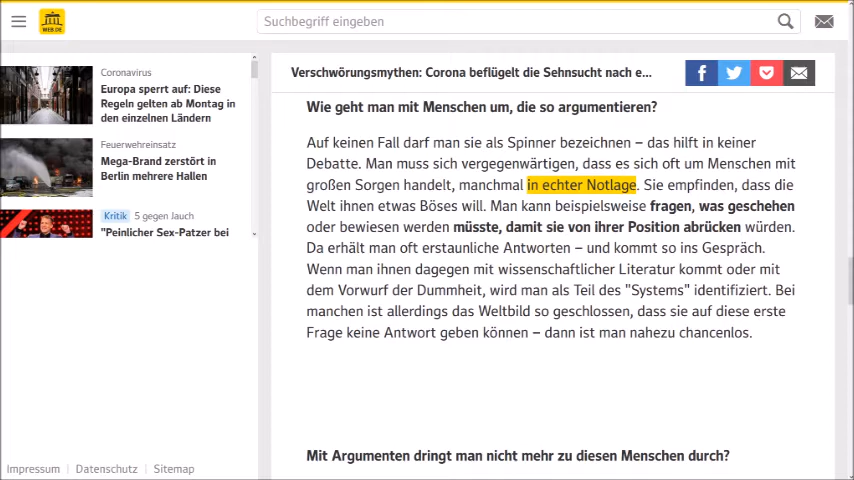 WEB.DE
Suchbegriff eingeben
Coronavirus
Europa sperrt auf: Diese
Regeln gelten ab Montag in
den einzelnen Ländern
Feuerwehreinsatz
Mega-Brand zerstört in
Berlin mehrere Hallen
Kritik 5 gegen Jauch
"Peinlicher Sex-Patzer bei
Impressum Datenschutz Sitemap
Verschwörungsmythen: Corona beflügelt die Sehnsucht nach e...
Wie geht man mit Menschen um, die so argumentieren?
Auf keinen Fall darf man sie als Spinner bezeichnen – das hilft in keiner
Debatte. Man muss sich vergegenwärtigen, dass es sich oft um Menschen mit
großen Sorgen handelt, manchmal in echter Notlage. Sie empfinden, dass die
Welt ihnen etwas Böses will. Man kann beispielsweise fragen, was geschehen
oder bewiesen werden müsste, damit sie von ihrer Position abrücken würden.
Da erhält man oft erstaunliche Antworten – und kommt so ins Gespräch.
Wenn man ihnen dagegen mit wissenschaftlicher Literatur kommt oder mit
dem Vorwurf der Dummheit, wird man als Teil des "Systems" identifiziert. Bei
manchen ist allerdings das Weltbild so geschlossen, dass sie auf diese erste
Frage keine Antwort geben können – dann ist man nahezu chancenlos.
Mit Argumenten dringt man nicht mehr zu diesen Menschen durch?